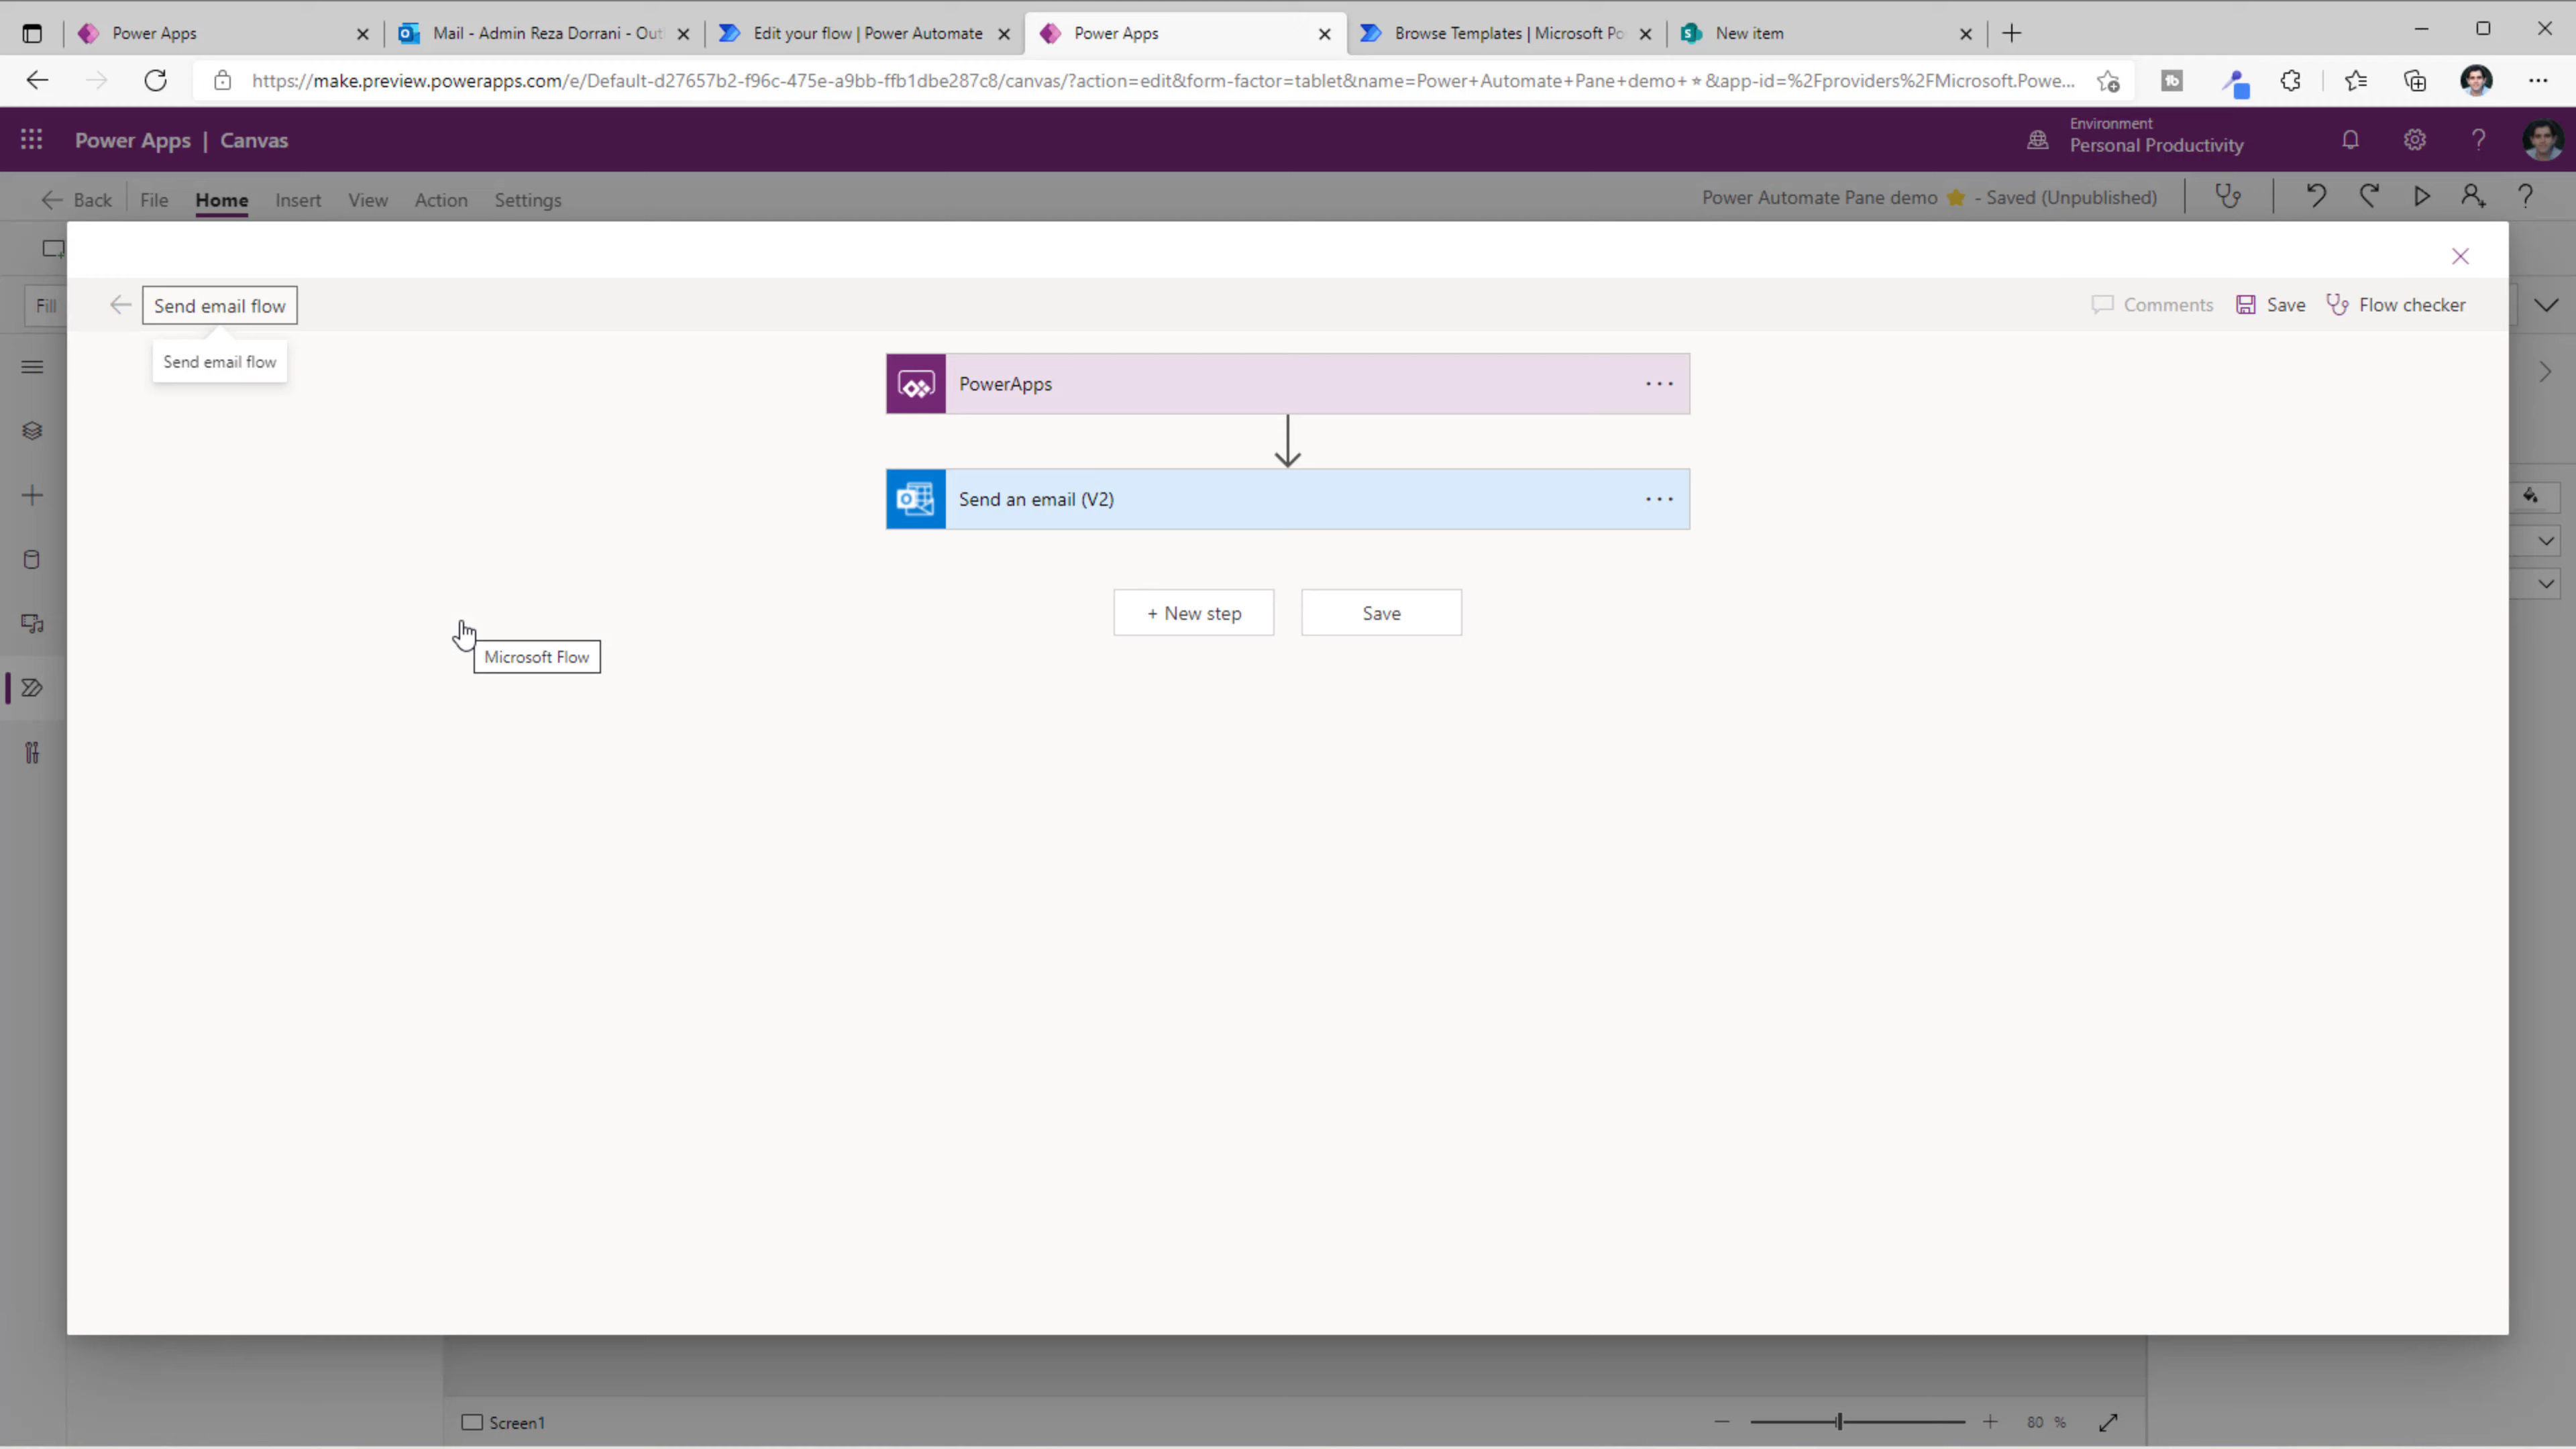 Power Apps
Mail - Admin Reza Dorrani - Out
Edit your flow | Power Automate
Power Apps
Browse Templates | Microsoft Po
New item
https://make.preview.powerapps.com/e/Default-d27657b2-f96c-475e-a9bb-ffb1dbe287c8/canvas/?action=edit&form-factor=tablet&name=Power+Automate+Pane+demo+⭐&app-id=%2Fproviders%2FMicrosoft.Powe...
Power Apps | Canvas
Environment
Personal Productivity
Back
File
Home
Insert
View
Action
Settings
Power Automate Pane demo ⭐ - Saved (Unpublished)
Fill
Send email flow
Comments
Save
Flow checker
Send email flow
PowerApps
Send an email (V2)
+ New step
Save
Microsoft Flow
Screen1
80 %